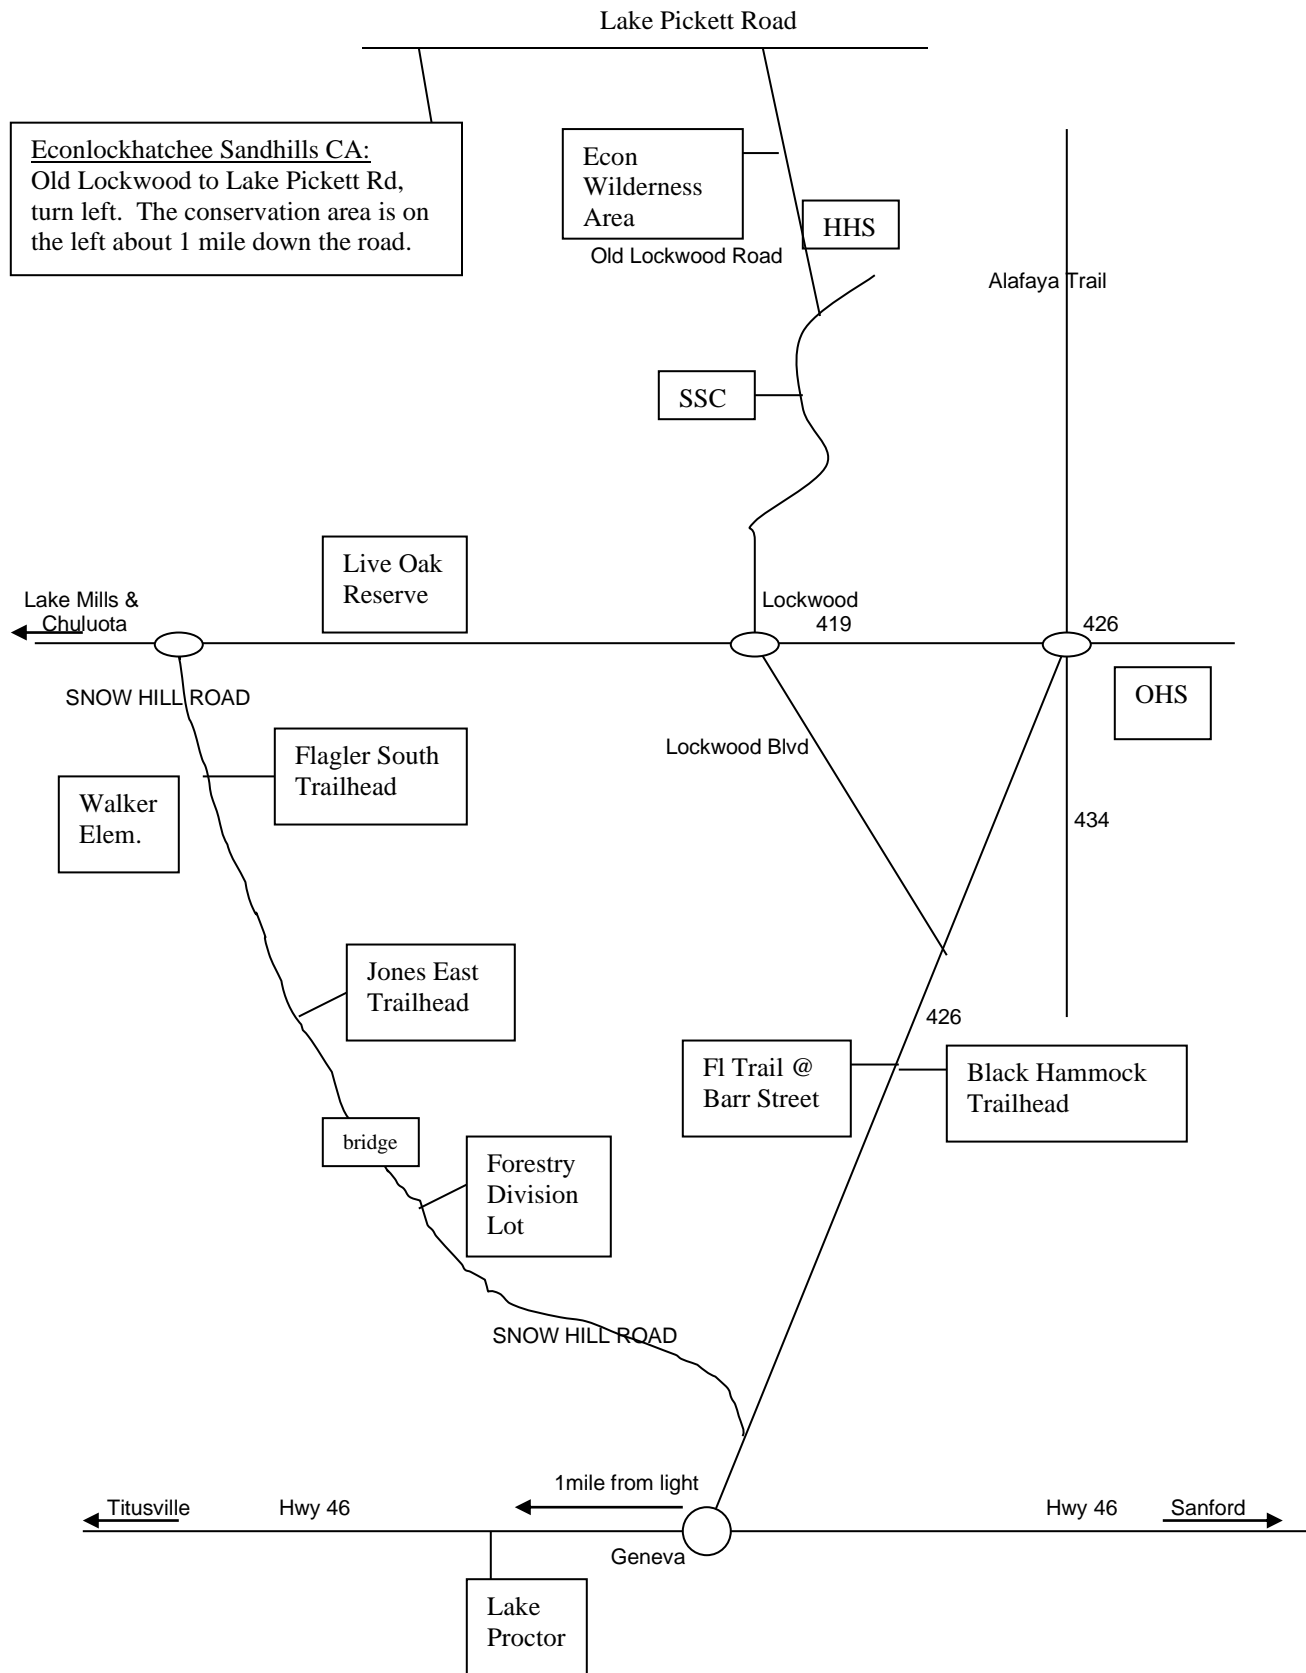 Lake Pickett Road
Econlockhatchee Sandhills CA:
Old Lockwood to Lake Pickett Rd,
turn left.  The conservation area is on
the left about 1 mile down the road.
Econ
Wilderness
Area
HHS
Old Lockwood Road
Alafaya Trail
SSC
Live Oak
Reserve
Lake Mills &
Chuluota
Lockwood
419
426
SNOW HILL ROAD
OHS
Flagler South
Trailhead
Lockwood Blvd
Walker
Elem.
434
Jones East
Trailhead
426
Fl Trail @
Barr Street
Black Hammock
Trailhead
bridge
Forestry
Division
Lot
SNOW HILL ROAD
1mile from light
Titusville
Hwy 46
Hwy 46
Sanford
Geneva
Lake
Proctor